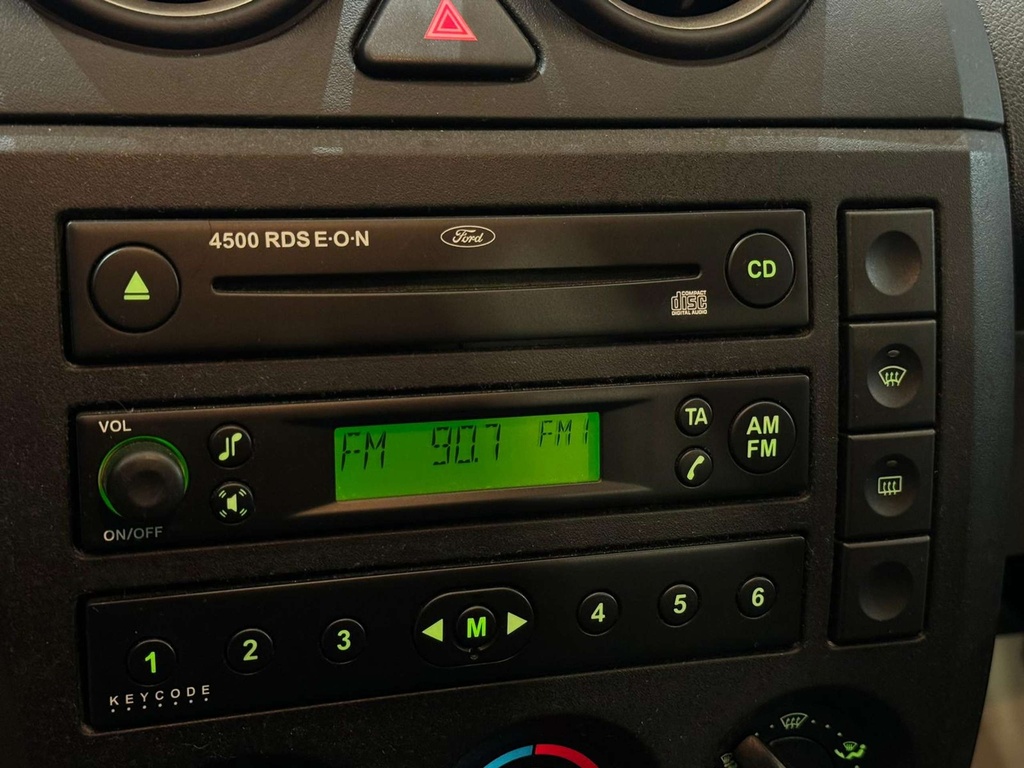 4500 RDS E·O·N
Ford
CD
COMPACT
disc
DIGITAL AUDIO
VOL
ON/OFF
FM 90.7 FM1
TA
AM
FM
1 2 3 M 4 5 6
KEYCODE